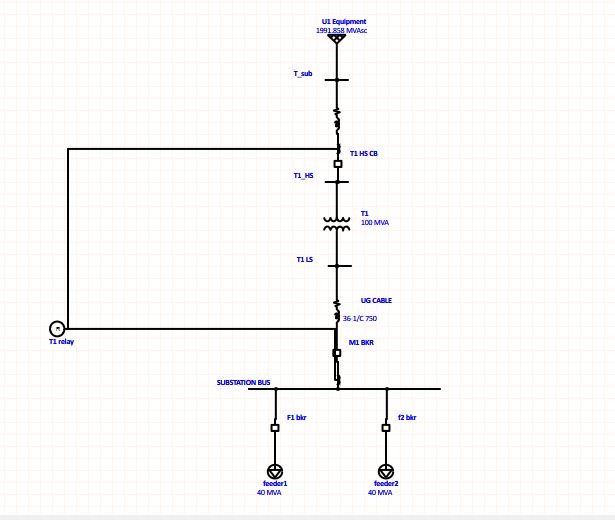 U1 Equipment
1991.858 MVAsc
T_sub
T1 HS CB
T1_HS
T1
100 MVA
T1 LS
UG CABLE
36-1/C 750
R
T1 relay
M1 BKR
SUBSTATION BUS
F1 bkr
f2 bkr
feeder1
feeder2
40 MVA
40 MVA